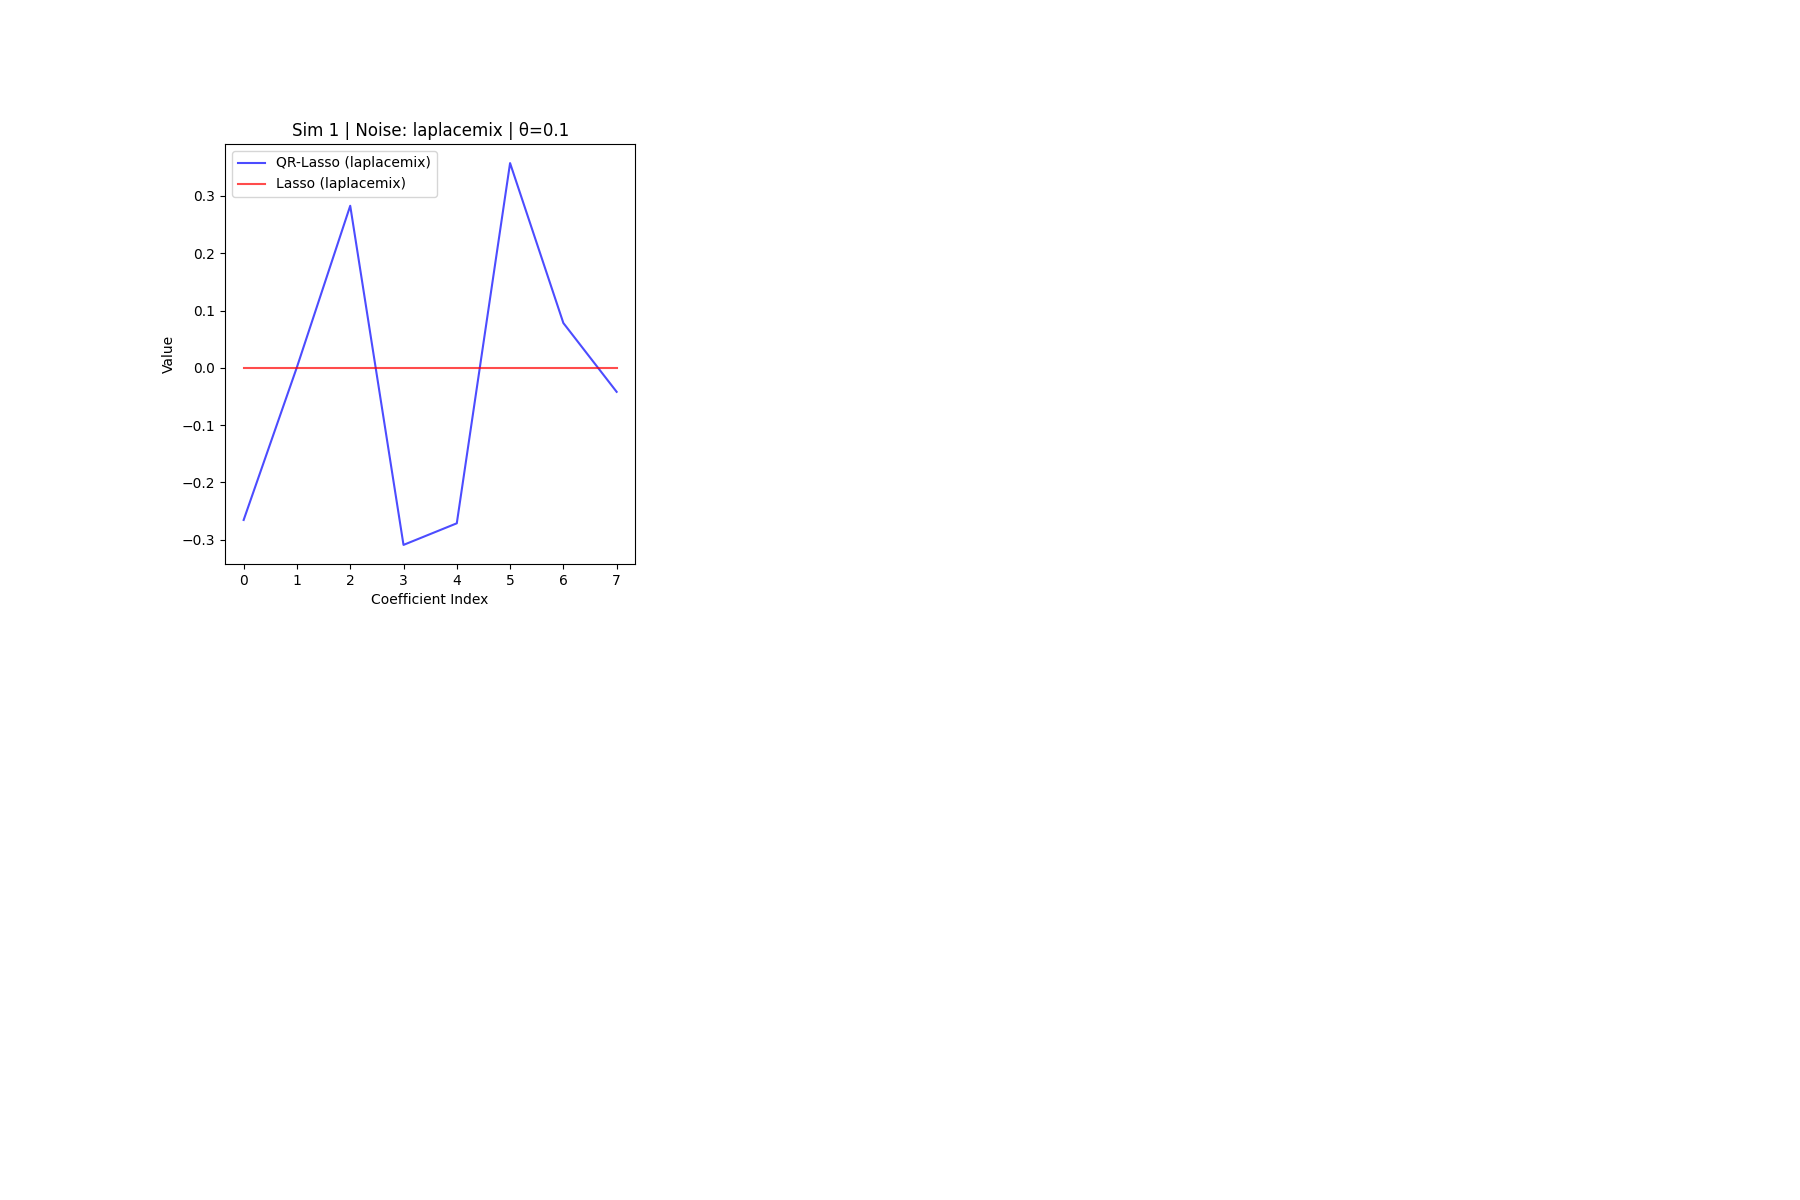 Sim 1 | Noise: laplacemix | θ=0.1
QR-Lasso (laplacemix)
Lasso (laplacemix)
Value
0.3
0.2
0.1
0.0
−0.1
−0.2
−0.3
0 1 2 3 4 5 6 7
Coefficient Index